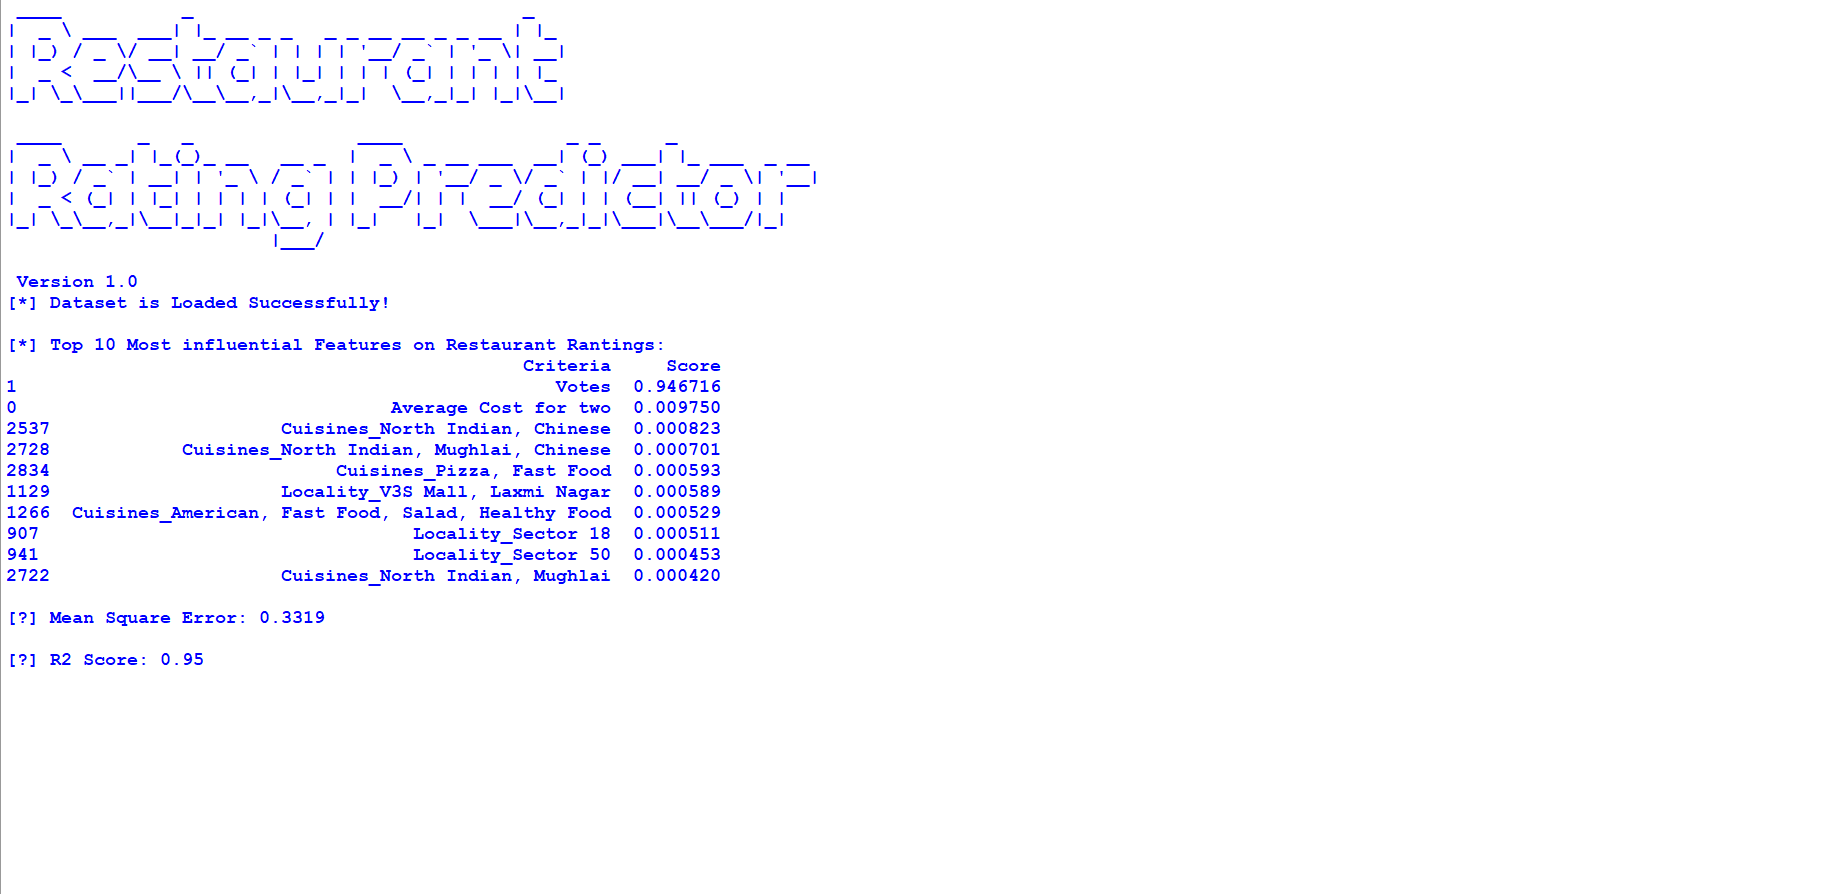 Restaurant
Rating Predictor
Version 1.0
[*] Dataset is Loaded Successfully!
[*] Top 10 Most influential Features on Restaurant Rantings:
Criteria Score
1 Votes 0.946716
0 Average Cost for two 0.009750
2537 Cuisines_North Indian, Chinese 0.000823
2728 Cuisines_North Indian, Mughlai, Chinese 0.000701
2834 Cuisines_Pizza, Fast Food 0.000593
1129 Locality_V3S Mall, Laxmi Nagar 0.000589
1266 Cuisines_American, Fast Food, Salad, Healthy Food 0.000529
907 Locality_Sector 18 0.000511
941 Locality_Sector 50 0.000453
2722 Cuisines_North Indian, Mughlai 0.000420
[?] Mean Square Error: 0.3319
[?] R2 Score: 0.95